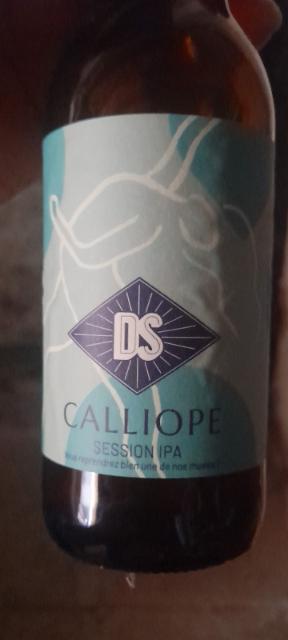 DS
CALLIOPE
SESSION IPA
Vous reprendrez bien une de nos muses !